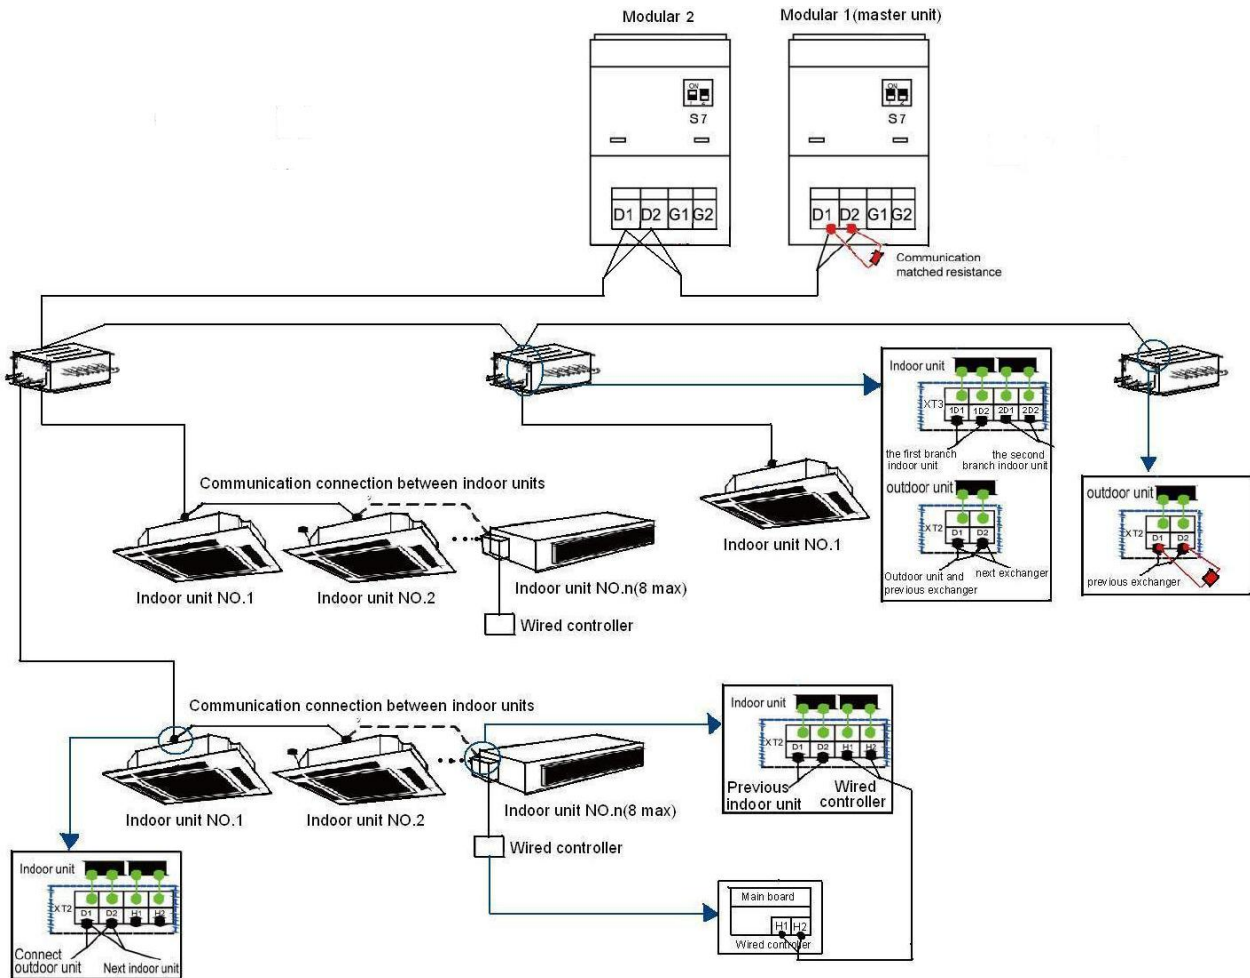 Modular 2
Modular 1(master unit)
ON
1 2
S7
ON
1 2
S7
D1 D2 G1 G2
D1 D2 G1 G2
Communication
matched resistance
Indoor unit
XT3
1D1 1D2 2D1 2D2
the first branch
indoor unit
the second
branch indoor unit
outdoor unit
XT2
D1 D2
Outdoor unit and
previous exchanger
next exchanger
outdoor unit
XT2
D1 D2
previous exchanger
Communication connection between indoor units
Indoor unit NO.1
Indoor unit NO.2
Indoor unit NO.n(8 max)
Wired controller
Indoor unit NO.1
Communication connection between indoor units
Indoor unit NO.1
Indoor unit NO.2
Indoor unit NO.n(8 max)
Wired controller
Indoor unit
XT2
D1 D2 H1 H2
Previous
indoor unit
Wired
controller
Indoor unit
XT2
D1 D2 H1 H2
Connect
outdoor unit
Next indoor unit
Main board
H1 H2
Wired controller